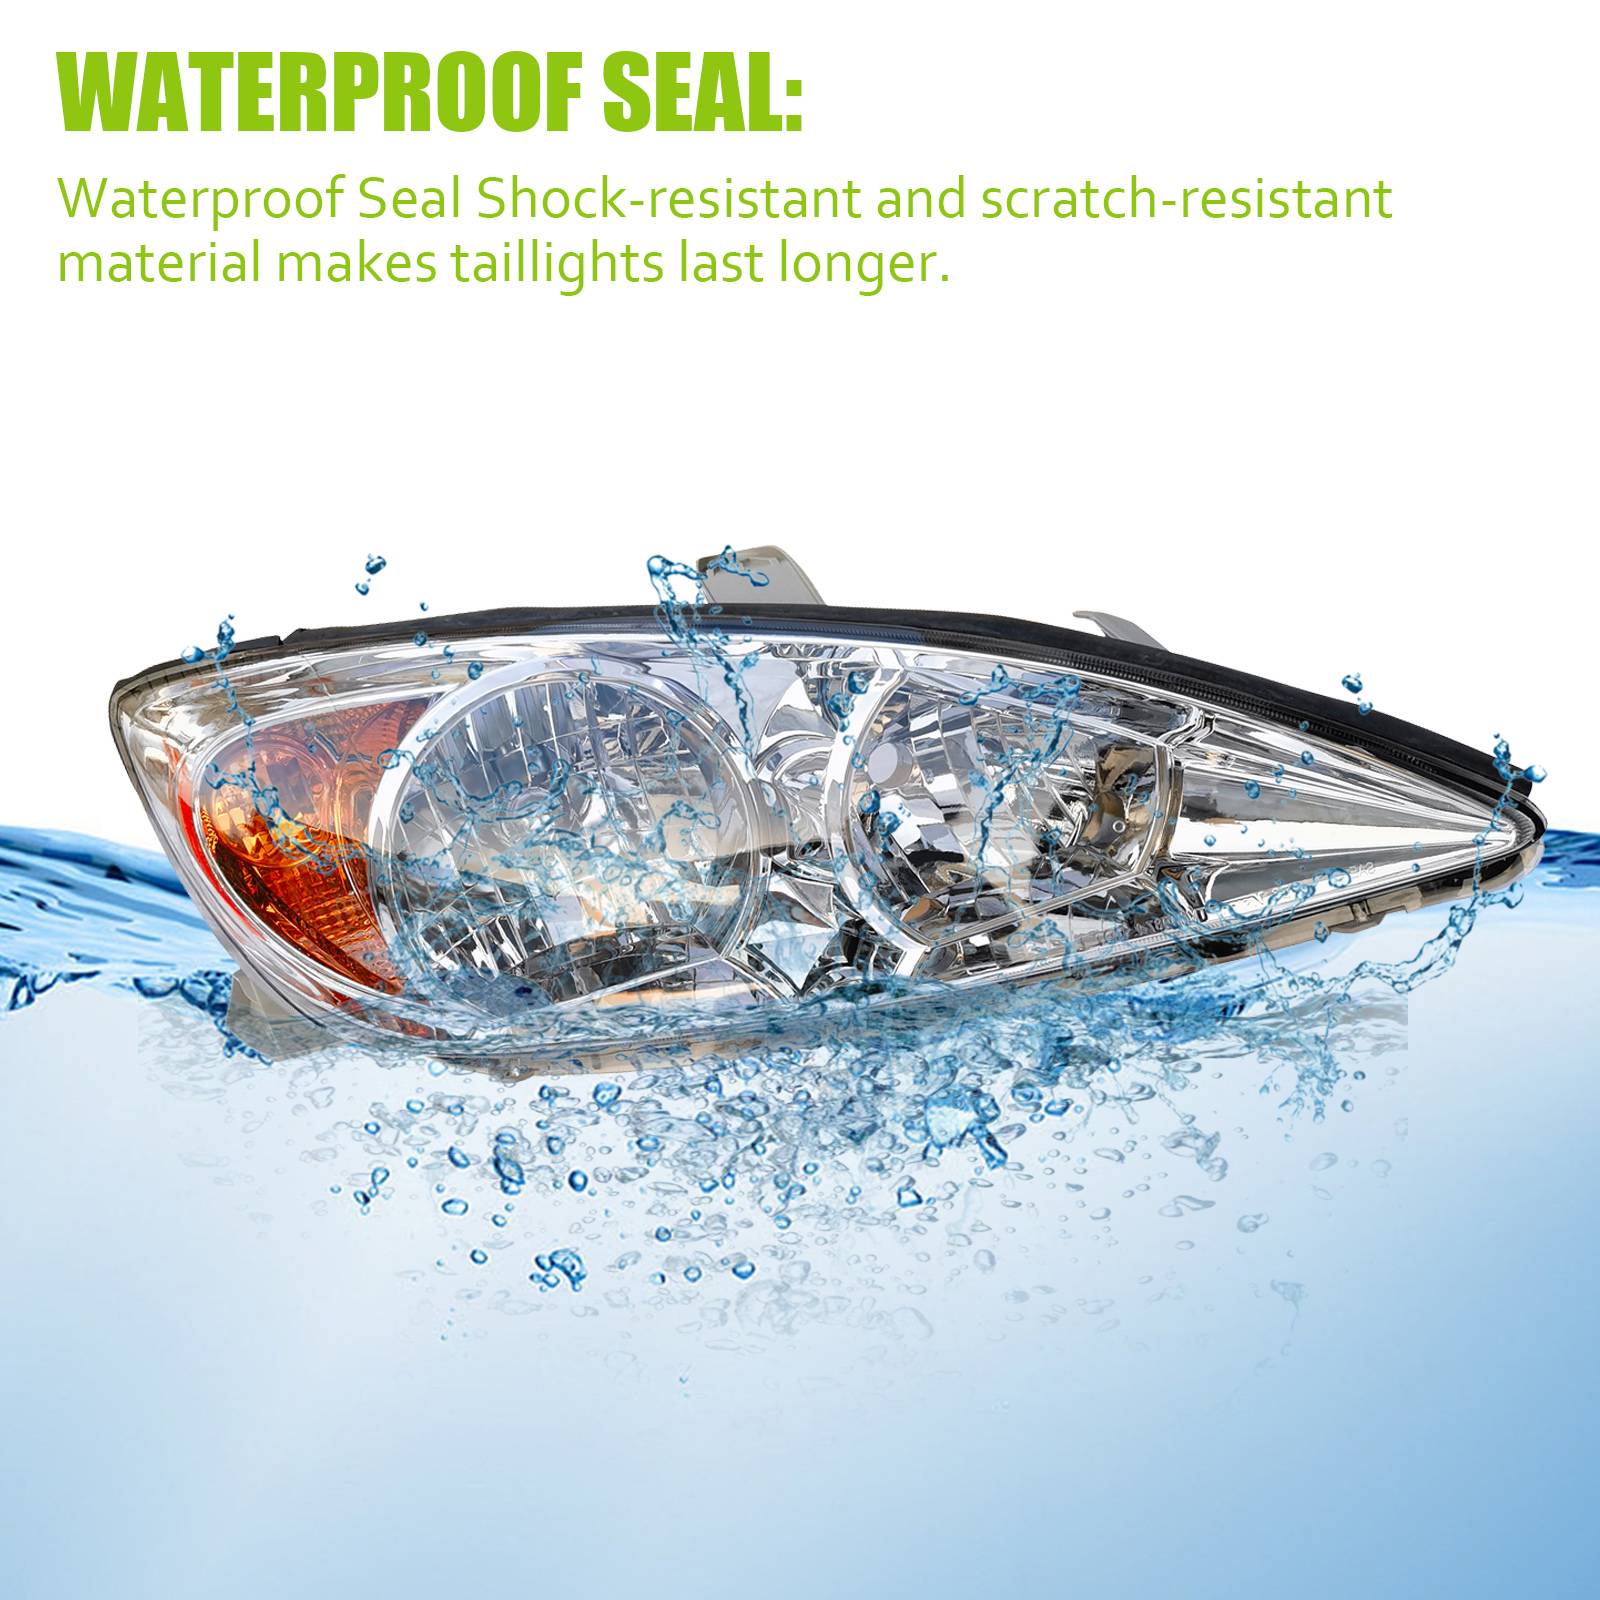 WATERPROOF SEAL:
Waterproof Seal Shock-resistant and scratch-resistant
material makes taillights last longer.